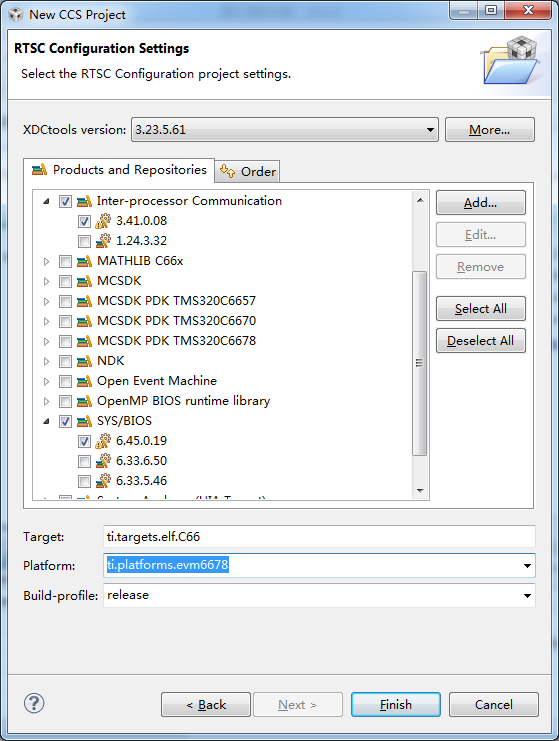 New CCS Project
RTSC Configuration Settings
Select the RTSC Configuration project settings.
XDCtools version: 3.23.5.61 More...
Products and Repositories Order
Inter-processor Communication
3.41.0.08
1.24.3.32
MATHLIB C66x
MCSDK
MCSDK PDK TMS320C6657
MCSDK PDK TMS320C6670
MCSDK PDK TMS320C6678
NDK
Open Event Machine
OpenMP BIOS runtime library
SYS/BIOS
6.45.0.19
6.33.6.50
6.33.5.46
Add...
Edit...
Remove
Select All
Deselect All
Target: ti.targets.elf.C66
Platform: ti.platforms.evm6678
Build-profile: release
? < Back Next > Finish Cancel